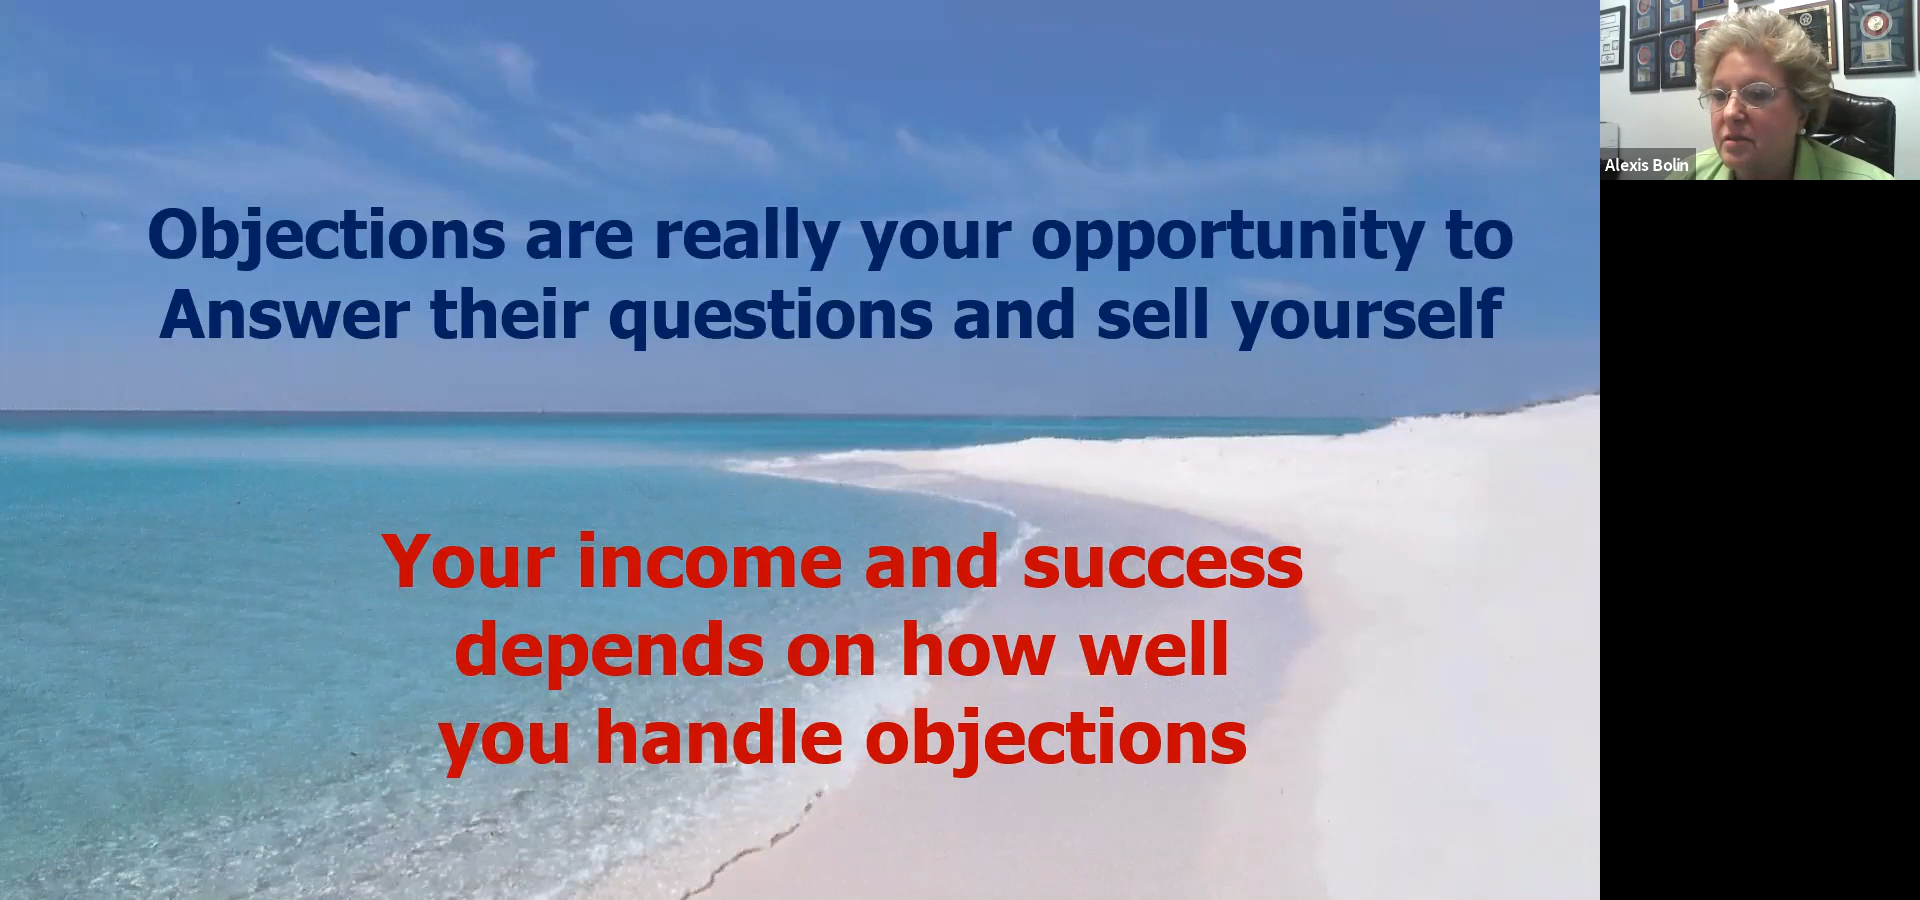 Objections are really your opportunity to
Answer their questions and sell yourself
Your income and success
depends on how well
you handle objections
Alexis Bolin